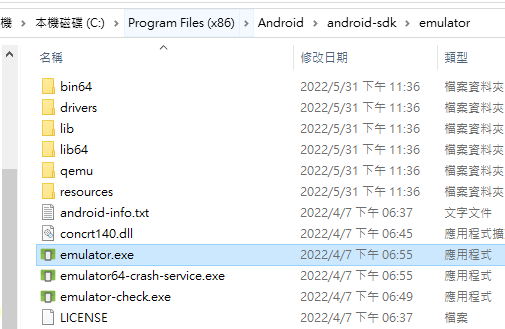 機 › 本機磁碟 (C:) › Program Files (x86) › Android › android-sdk › emulator
名稱 修改日期 類型
bin64 2022/5/31 下午 11:36 檔案資料夾
drivers 2022/5/31 下午 11:36 檔案資料夾
lib 2022/5/31 下午 11:36 檔案資料夾
lib64 2022/5/31 下午 11:36 檔案資料夾
qemu 2022/5/31 下午 11:36 檔案資料夾
resources 2022/5/31 下午 11:36 檔案資料夾
android-info.txt 2022/4/7 下午 06:37 文字文件
concrt140.dll 2022/4/7 下午 06:45 應用程式擴
emulator.exe 2022/4/7 下午 06:55 應用程式
emulator64-crash-service.exe 2022/4/7 下午 06:55 應用程式
emulator-check.exe 2022/4/7 下午 06:49 應用程式
LICENSE 2022/4/7 下午 06:37 檔案